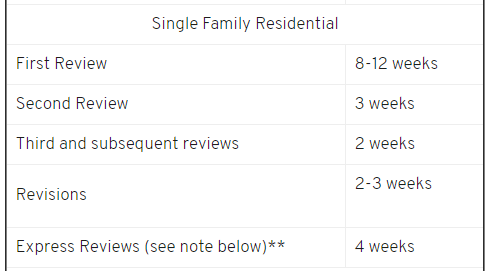 Single Family Residential
First Review 8-12 weeks
Second Review 3 weeks
Third and subsequent reviews 2 weeks
Revisions 2-3 weeks
Express Reviews (see note below)** 4 weeks